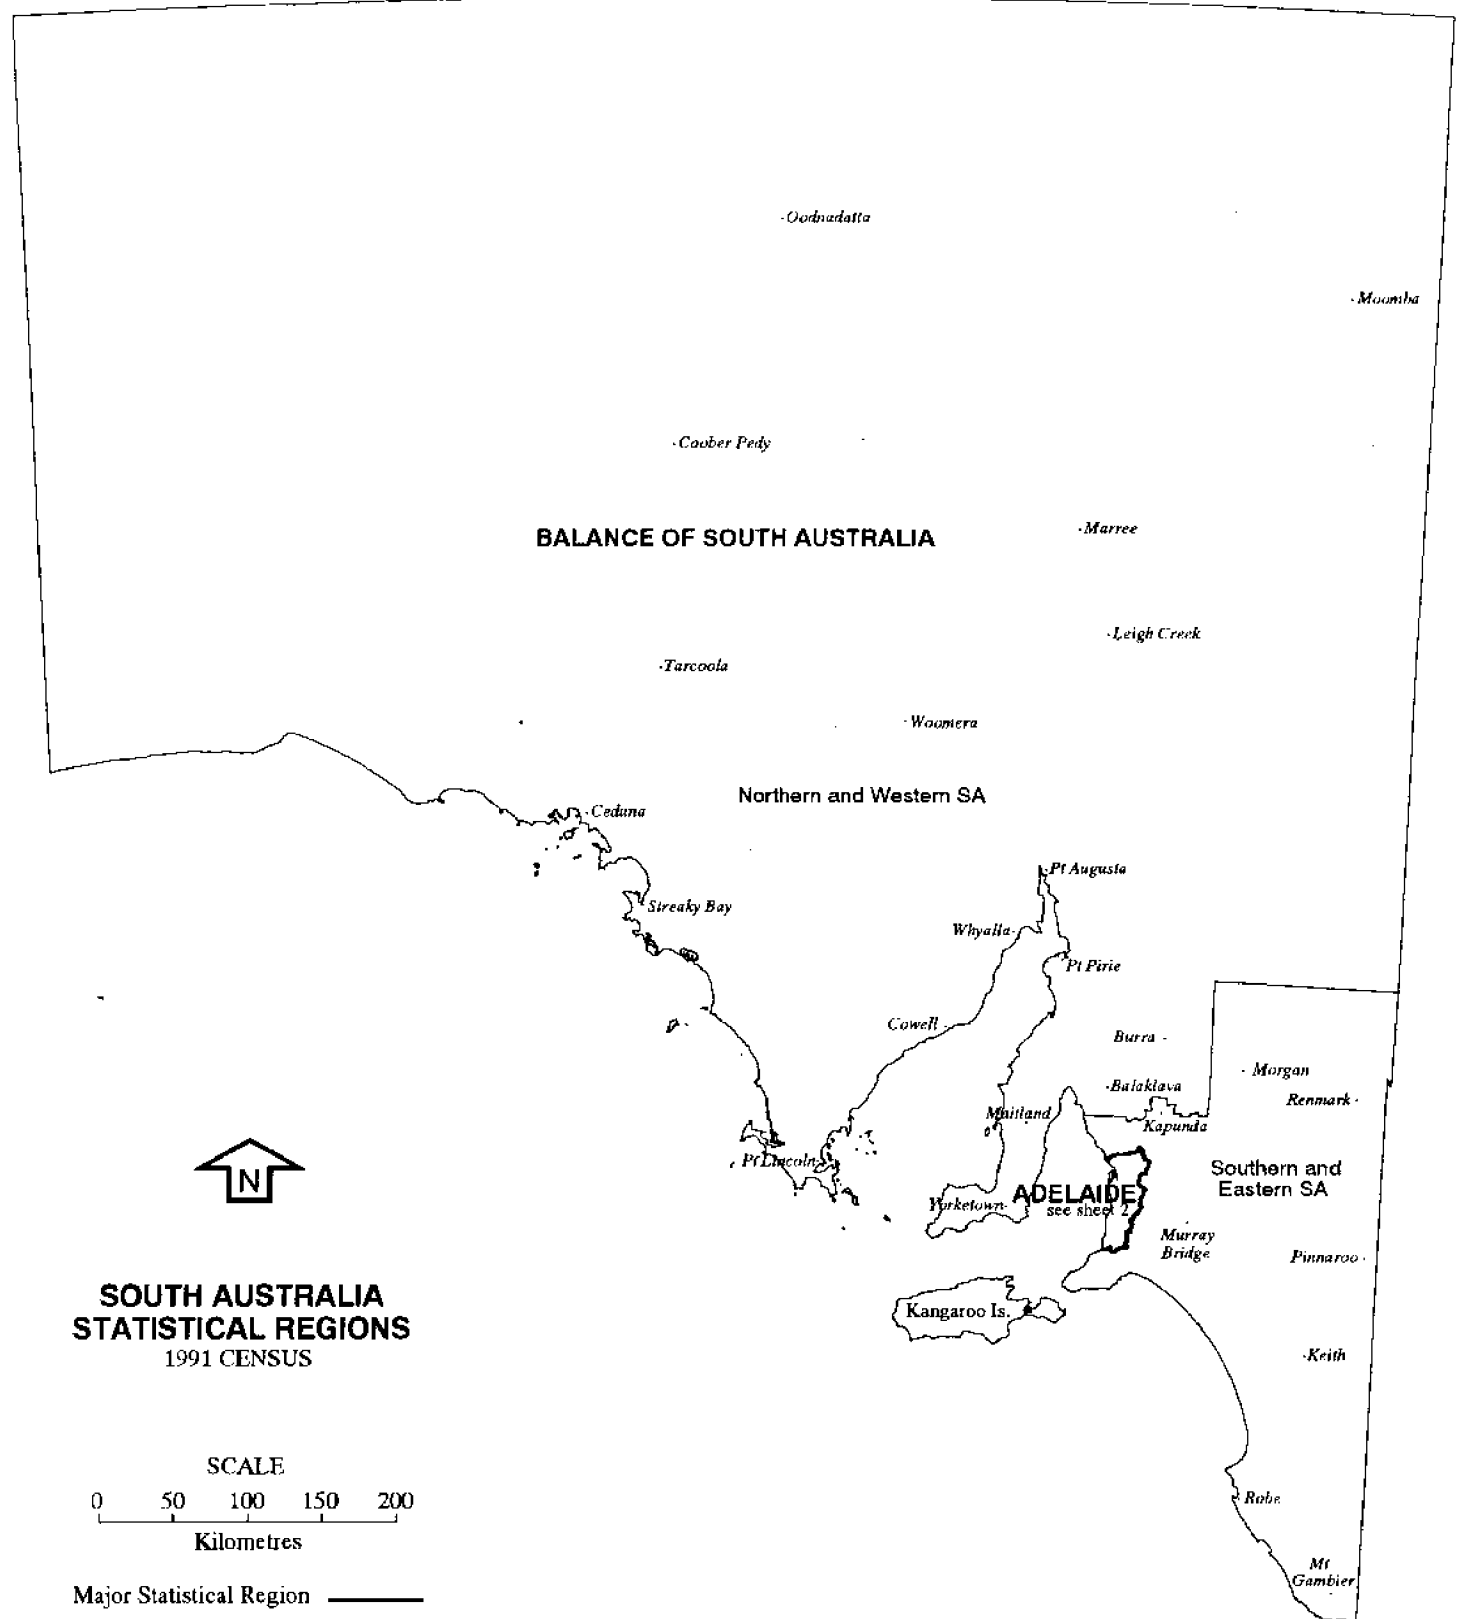 Oodnadatta
Moomba
Coober Pedy
Marree
BALANCE OF SOUTH AUSTRALIA
Leigh Creek
Tarcoola
Woomera
Northern and Western SA
Ceduna
Pt Augusta
Streaky Bay
Whyalla
Pt Pirie
Cowell
Burra
Morgan
Balaklava
Renmark
Maitland
Kapunda
Pt Lincoln
Southern and
Eastern SA
N
ADELAIDE
Yorketown
see sheet 2
Murray
Bridge
Pinnaroo
Kangaroo Is.
SOUTH AUSTRALIA
STATISTICAL REGIONS
1991 CENSUS
Keith
SCALE
0 50 100 150 200
Kilometres
Robe
Mt
Gambier
Major Statistical Region